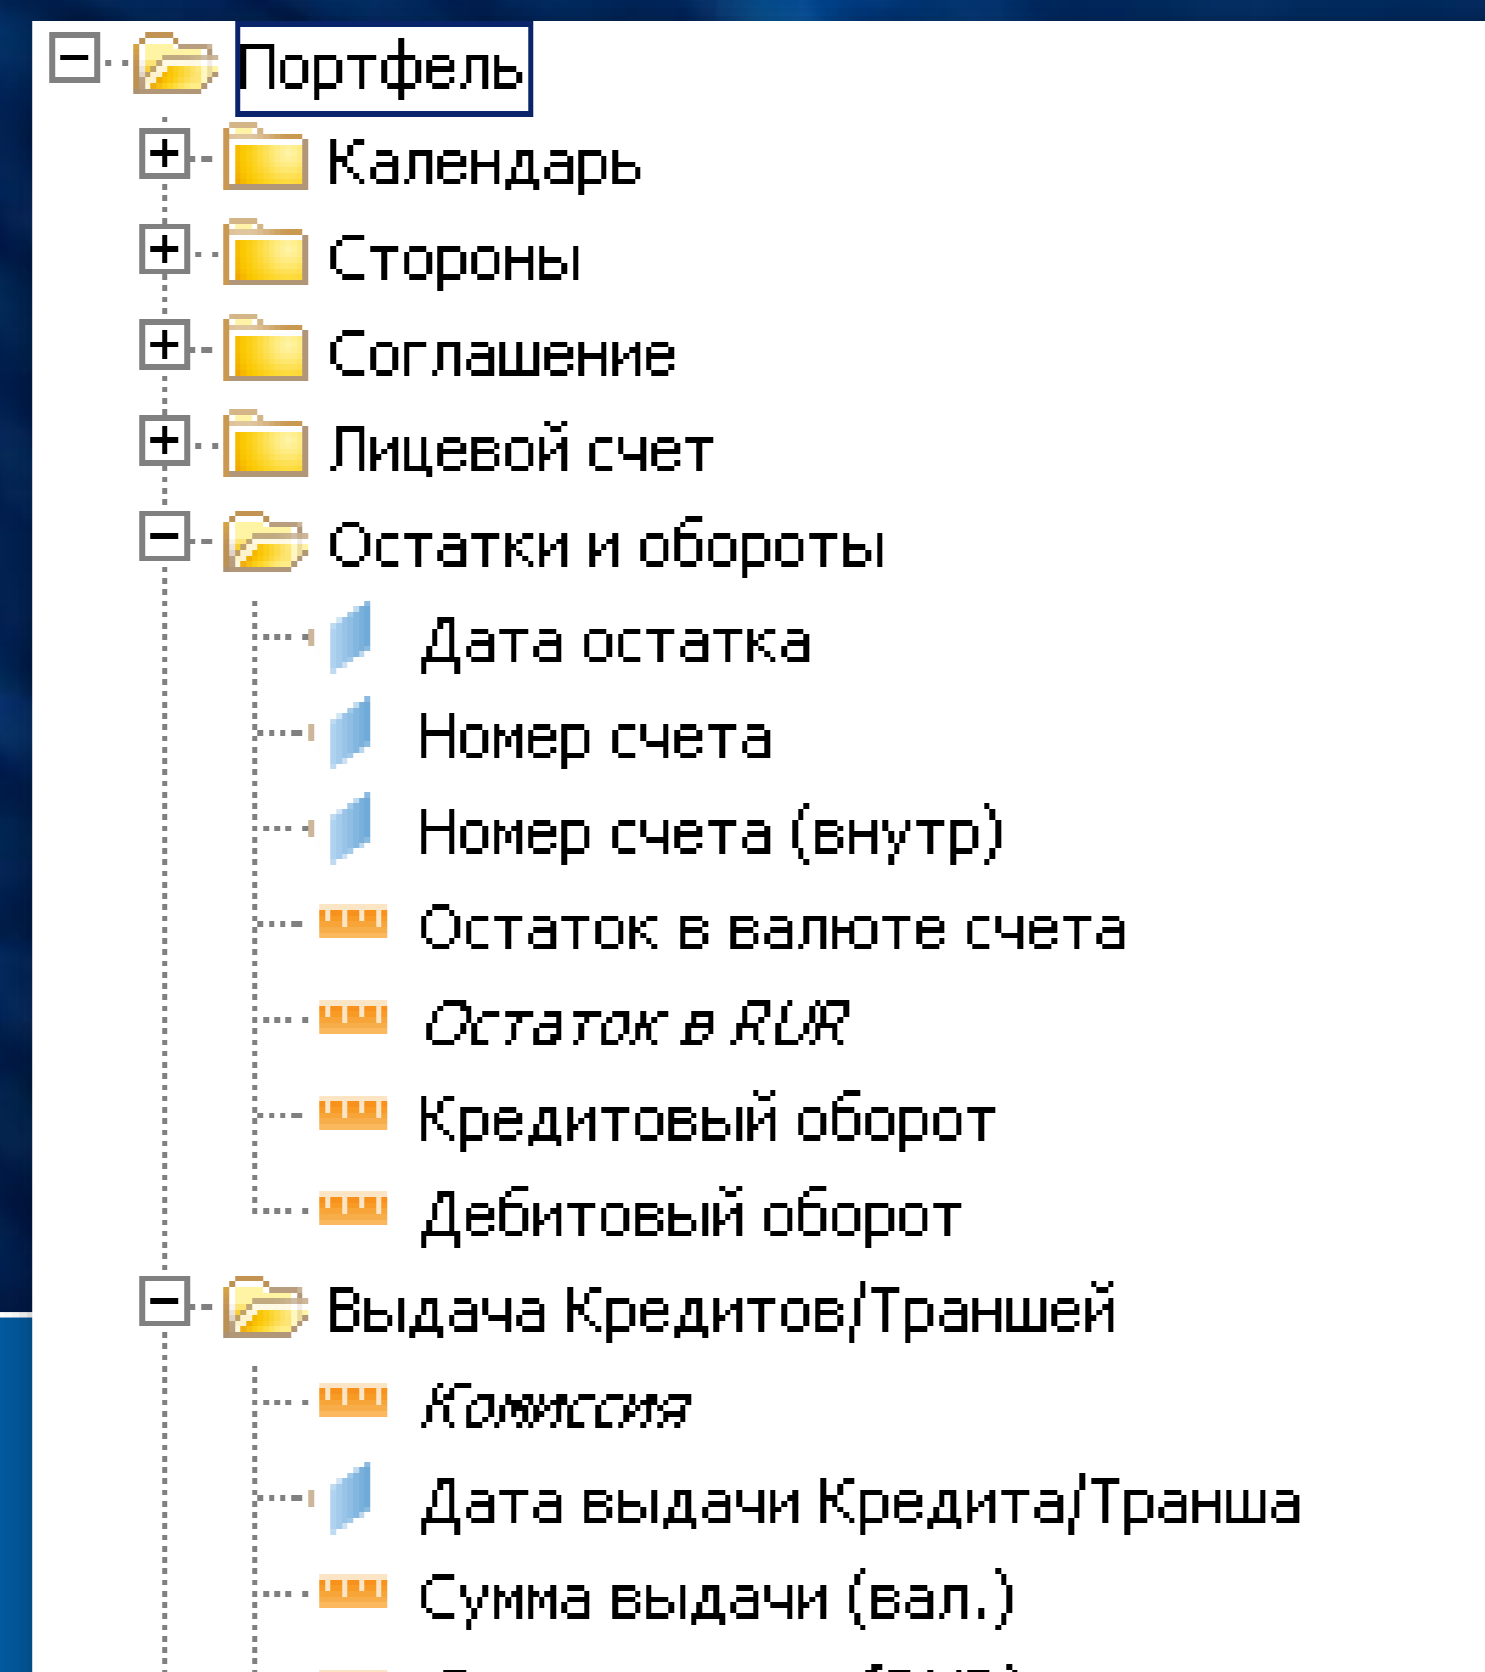 Портфель
Календарь
Стороны
Соглашение
Лицевой счет
Остатки и обороты
Дата остатка
Номер счета
Номер счета (внутр)
Остаток в валюте счета
Остаток в RUR
Кредитовый оборот
Дебитовый оборот
Выдача Кредитов/Траншей
Комиссия
Дата выдачи Кредита/Транша
Сумма выдачи (вал.)